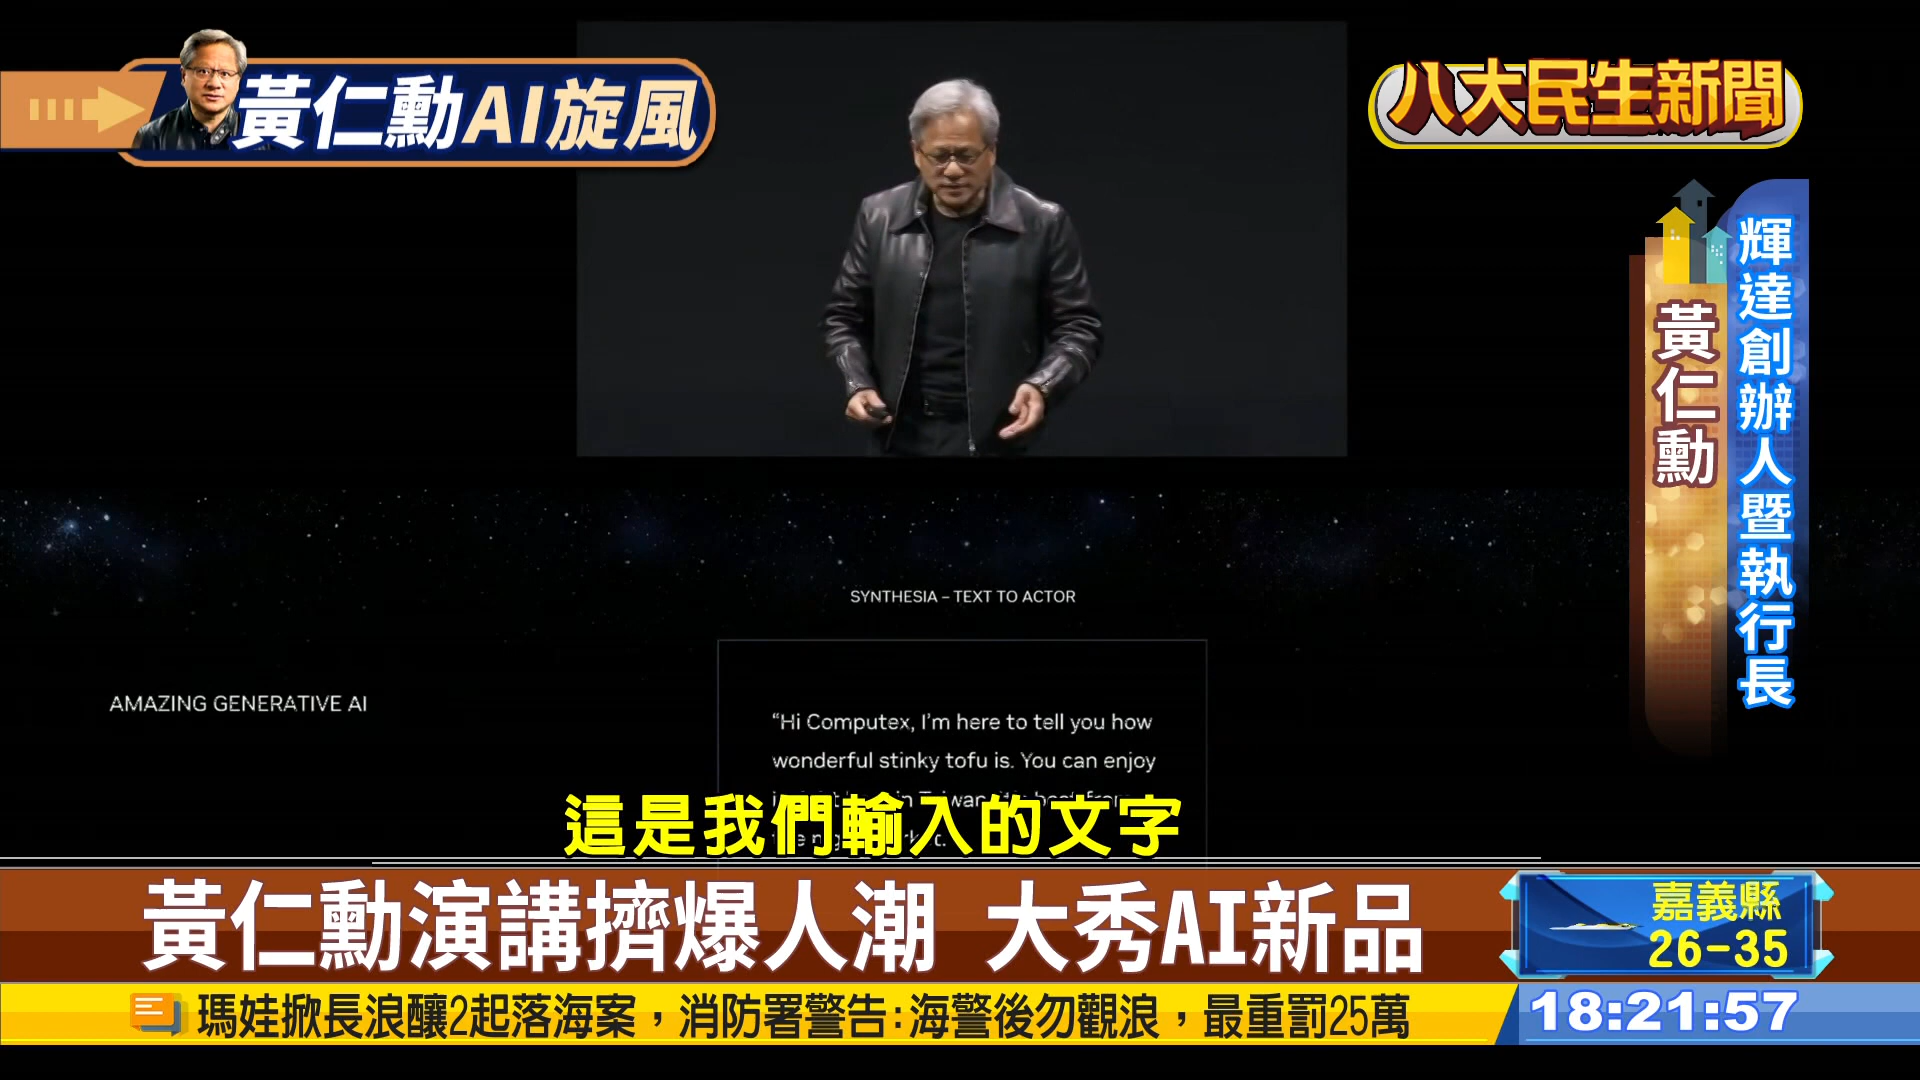 黃仁勳AI旋風
八大民生新聞
輝達創辦人暨執行長
黃仁勳
SYNTHESIA – TEXT TO ACTOR
AMAZING GENERATIVE AI
“Hi Computex, I’m here to tell you how
wonderful stinky tofu is. You can enjoy
這是我們輸入的文字
黃仁勳演講擠爆人潮 大秀AI新品
嘉義縣
26-35
瑪娃掀長浪釀2起落海案，消防署警告:海警後勿觀浪，最重罰25萬
18:21:57